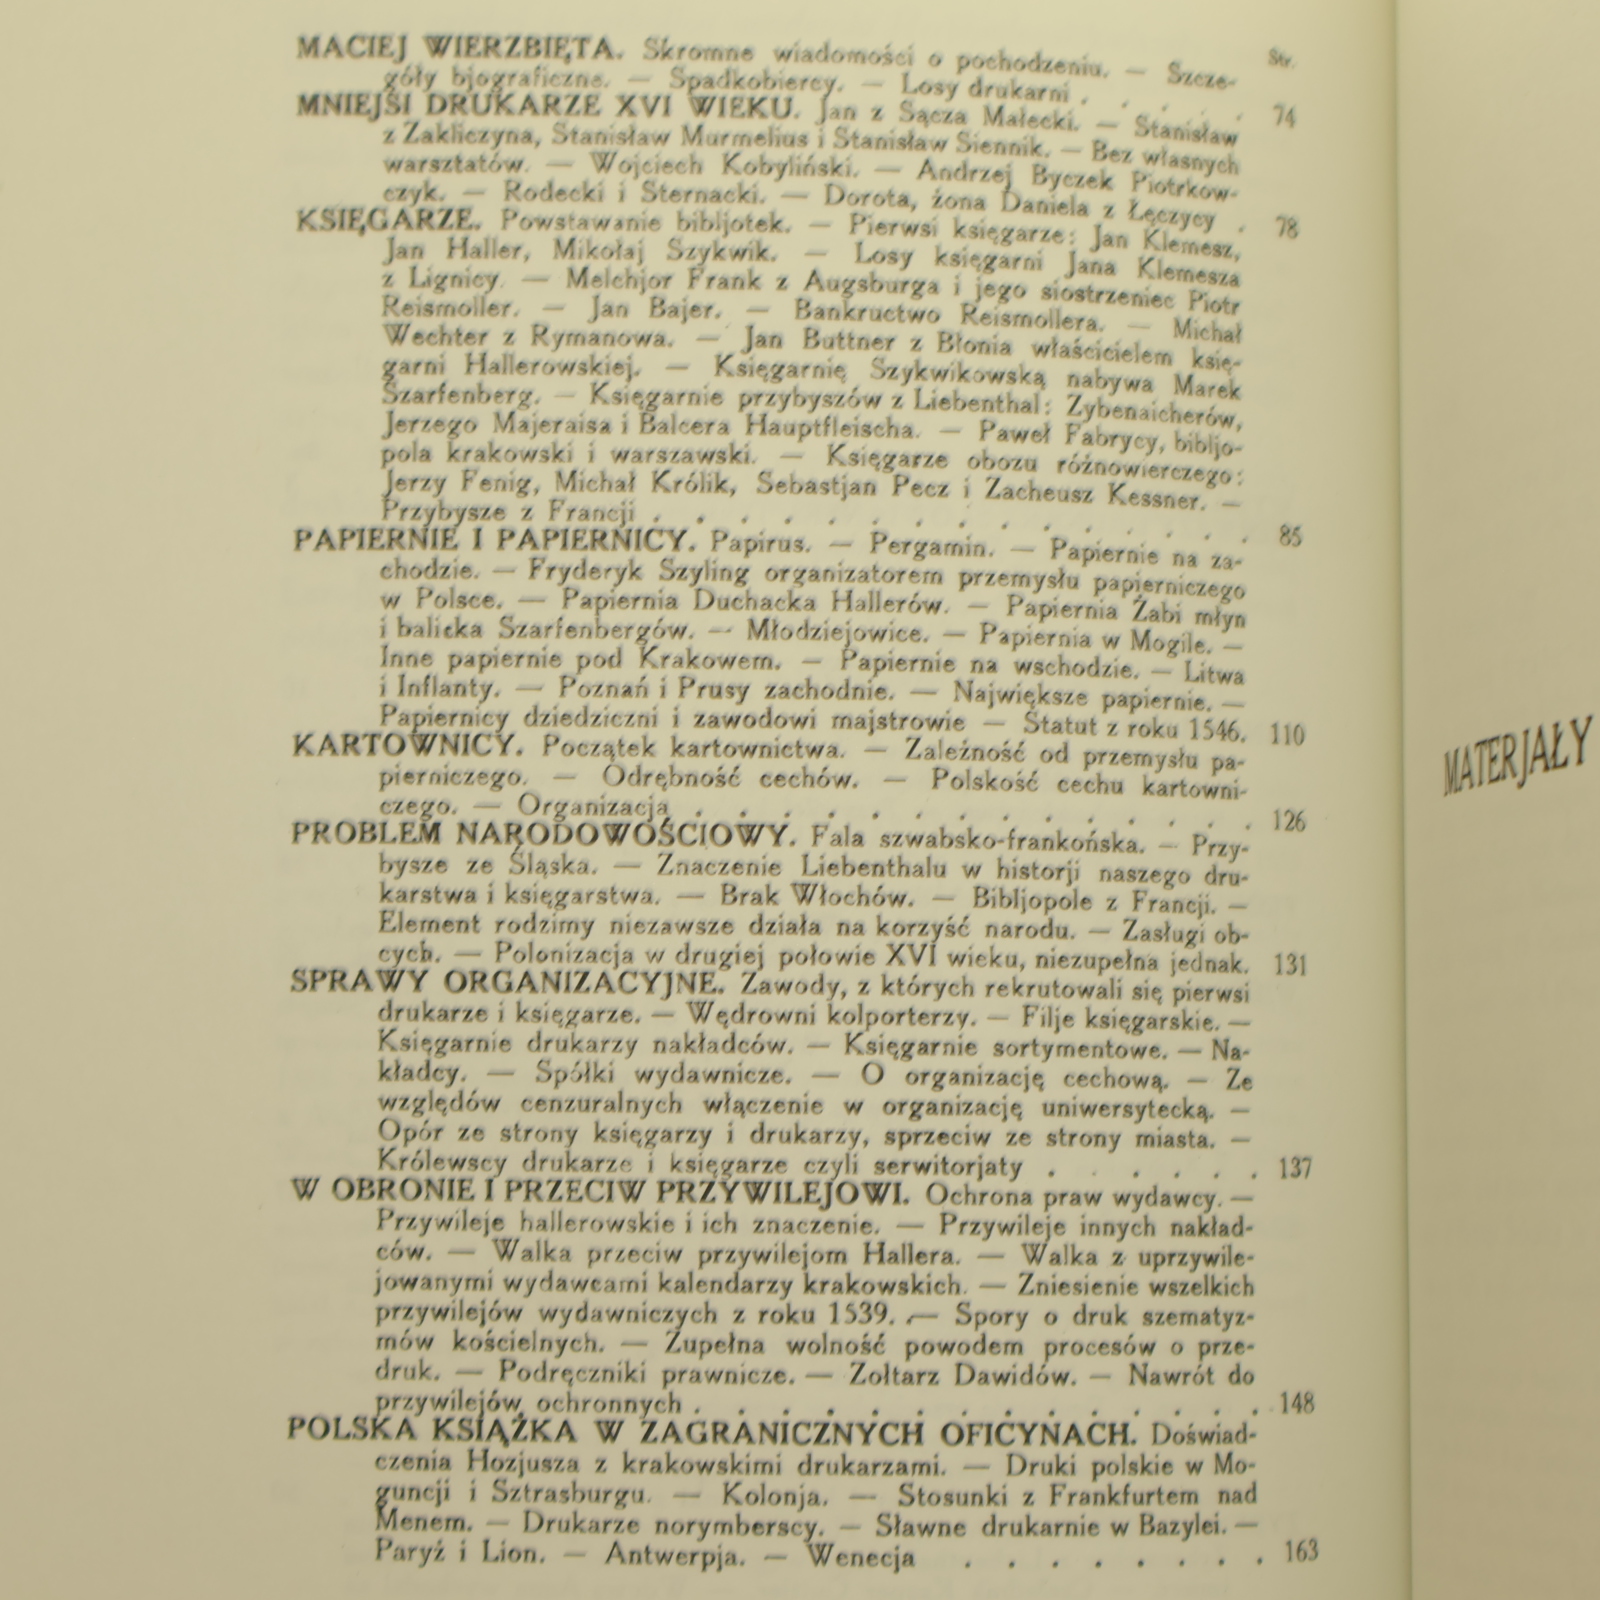 Str.
MACIEJ WIERZBIĘTA. Skromne wiadomości o pochodzeniu. — Szcze-
góły bjograficzne. — Spadkobiercy. — Losy drukarni . . . . . 74
MNIEJSI DRUKARZE XVI WIEKU. Jan z Sącza Małecki. — Stanisław
z Zakliczyna, Stanisław Murmelius i Stanisław Siennik. — Bez własnych
warsztatów. — Wojciech Kobyliński. — Andrzej Byczek Piotrkow-
czyk. — Rodecki i Sternacki. — Dorota, żona Daniela z Łęczycy . 78
KSIĘGARZE. Powstawanie bibljotek. — Pierwsi księgarze: Jan Klemesz,
Jan Haller, Mikołaj Szykwik. — Losy księgarni Jana Klemesza
z Lignicy. — Melchjor Frank z Augsburga i jego siostrzeniec Piotr
Reismoller. — Jan Bajer. — Bankructwo Reismollera. — Michał
Wechter z Rymanowa. — Jan Buttner z Błonia właścicielem księ-
garni Hallerowskiej. — Księgarnię Szykwikowską nabywa Marek
Szarfenberg. — Księgarnie przybyszów z Liebenthal: Zybenaicherów,
Jerzego Majeraisa i Balcera Hauptfleischa. — Paweł Fabrycy, bibljo-
pola krakowski i warszawski. — Księgarze obozu różnowierczego:
Jerzy Fenig, Michał Królik, Sebastjan Pecz i Zacheusz Kessner. —
Przybysze z Francji . . . . . . . . . . . . . . 85
PAPIERNIE I PAPIERNICY. Papirus. — Pergamin. — Papiernie na za-
chodzie. — Fryderyk Szyling organizatorem przemysłu papierniczego
w Polsce. — Papiernia Duchacka Hallerów. — Papiernia Żabi młyn
i balicka Szarfenbergów. — Młodziejowice. — Papiernia w Mogile. —
Inne papiernie pod Krakowem. — Papiernie na wschodzie. — Litwa
i Inflanty. — Poznań i Prusy zachodnie. — Największe papiernie. —
Papiernicy dziedziczni i zawodowi majstrowie — Statut z roku 1546. 110
KARTOWNICY. Początek kartownictwa. — Zależność od przemysłu pa-
pierniczego. — Odrębność cechów. — Polskość cechu kartowni-
czego. — Organizacja . . . . . . . . . . . . . . 126
PROBLEM NARODOWOŚCIOWY. Fala szwabsko-frankońska. — Przy-
bysze ze Śląska. — Znaczenie Liebenthalu w historji naszego dru-
karstwa i księgarstwa. — Brak Włochów. — Bibljopole z Francji. —
Element rodzimy niezawsze działa na korzyść narodu. — Zasługi ob-
cych. — Polonizacja w drugiej połowie XVI wieku, niezupełna jednak. 131
SPRAWY ORGANIZACYJNE. Zawody, z których rekrutowali się pierwsi
drukarze i księgarze. — Wędrowni kolporterzy. — Filje księgarskie. —
Księgarnie drukarzy nakładców. — Księgarnie sortymentowe. — Na-
kładcy. — Spółki wydawnicze. — O organizację cechową. — Ze
względów cenzuralnych włączenie w organizację uniwersytecką. —
Opór ze strony księgarzy i drukarzy, sprzeciw ze strony miasta. —
Królewscy drukarze i księgarze czyli serwitorjaty . . . . . . 137
W OBRONIE I PRZECIW PRZYWILEJOWI. Ochrona praw wydawcy. —
Przywileje hallerowskie i ich znaczenie. — Przywileje innych nakład-
ców. — Walka przeciw przywilejom Hallera. — Walka z uprzywile-
jowanymi wydawcami kalendarzy krakowskich. — Zniesienie wszelkich
przywilejów wydawniczych z roku 1539. — Spory o druk szematyz-
mów kościelnych. — Zupełna wolność powodem procesów o prze-
druk. — Podręczniki prawnicze. — Zołtarz Dawidów. — Nawrót do
przywilejów ochronnych . . . . . . . . . . . . . . 148
POLSKA KSIĄŻKA W ZAGRANICZNYCH OFICYNACH. Doświad-
czenia Hozjusza z krakowskimi drukarzami. — Druki polskie w Mo-
guncji i Sztrasburgu. — Kolonja. — Stosunki z Frankfurtem nad
Menem. — Drukarze norymberscy. — Sławne drukarnie w Bazylei. —
Paryż i Lion. — Antwerpja. — Wenecja . . . . . . . . 163
MATERJAŁY